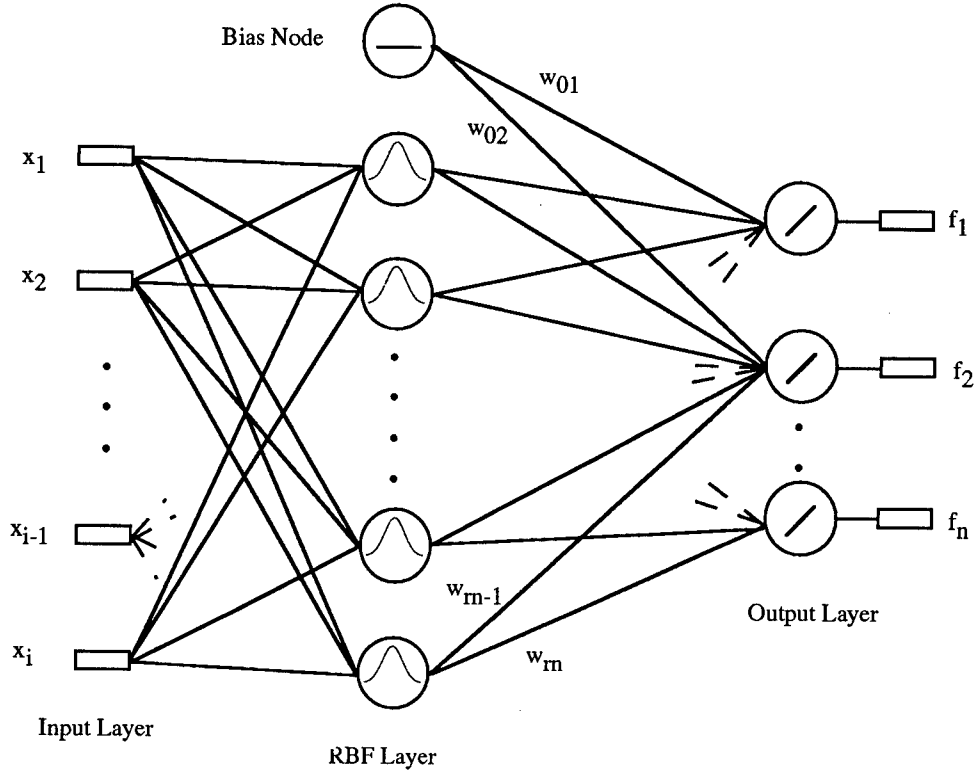 Bias Node
w01
w02
x1
x2
xi-1
xi
f1
f2
fn
wrn-1
wrn
Input Layer
RBF Layer
Output Layer